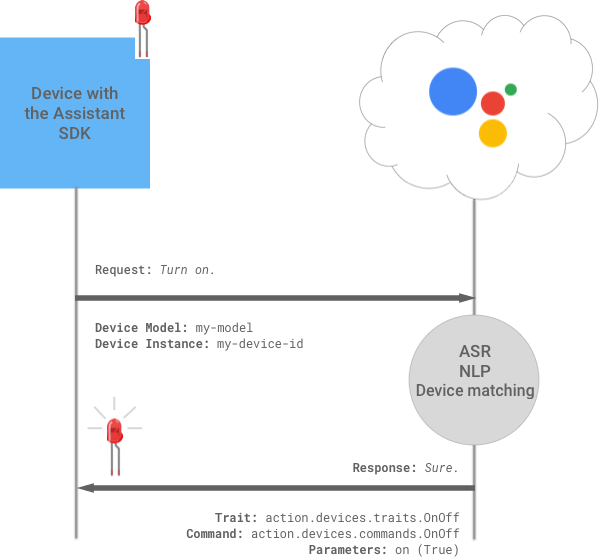 Device with
the Assistant
SDK
Request: Turn on.
Device Model: my-model
Device Instance: my-device-id
ASR
NLP
Device matching
Response: Sure.
Trait: action.devices.traits.OnOff
Command: action.devices.commands.OnOff
Parameters: on (True)